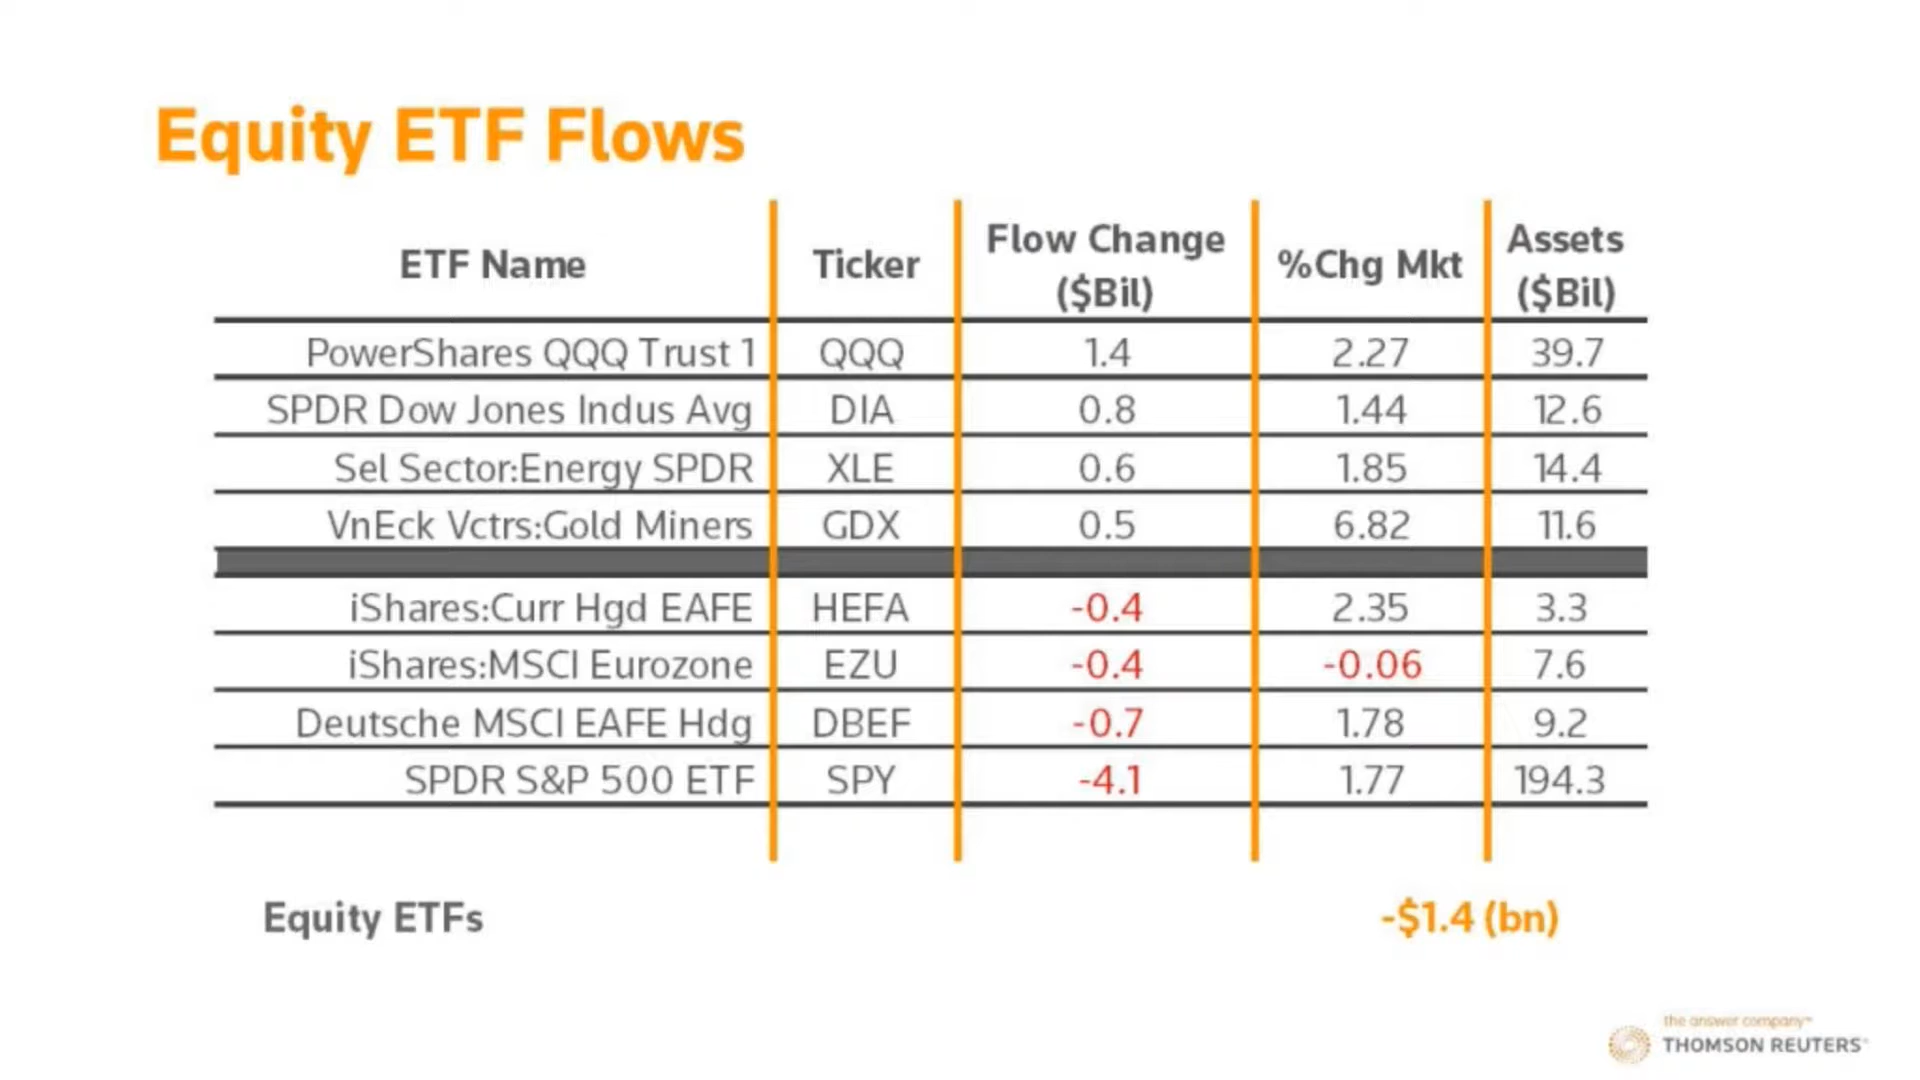 Equity ETF Flows
ETF Name Ticker Flow Change ($Bil) %Chg Mkt Assets ($Bil)
PowerShares QQQ Trust 1 QQQ 1.4 2.27 39.7
SPDR Dow Jones Indus Avg DIA 0.8 1.44 12.6
Sel Sector:Energy SPDR XLE 0.6 1.85 14.4
VnEck Vctrs:Gold Miners GDX 0.5 6.82 11.6
iShares:Curr Hgd EAFE HEFA -0.4 2.35 3.3
iShares:MSCI Eurozone EZU -0.4 -0.06 7.6
Deutsche MSCI EAFE Hdg DBEF -0.7 1.78 9.2
SPDR S&P 500 ETF SPY -4.1 1.77 194.3
Equity ETFs -$1.4 (bn)
the answer company™
THOMSON REUTERS®